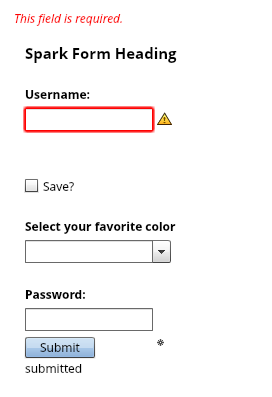 This field is required.
Spark Form Heading
Username:
Save?
Select your favorite color
Password:
Submit
submitted